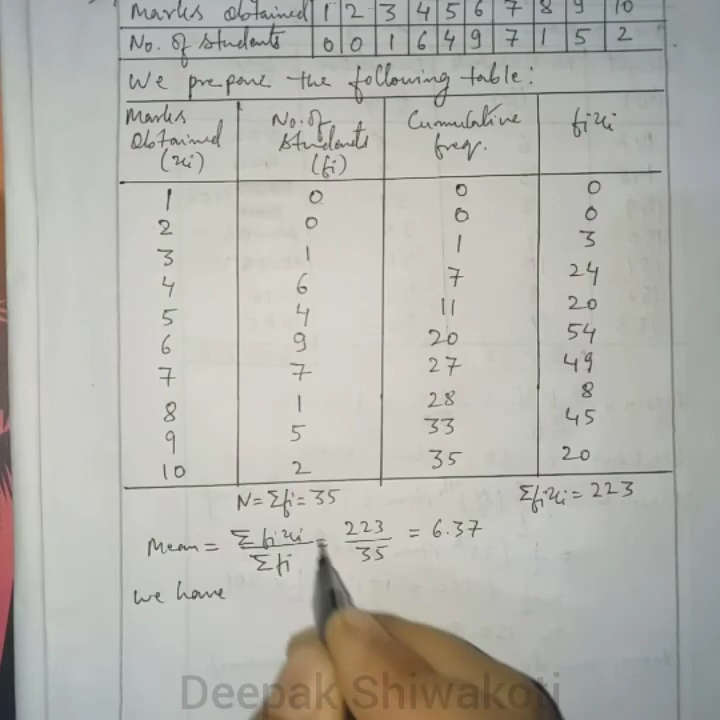 Marks obtained 1 2 3 4 5 6 7 8 9 10
No. of students 0 0 1 6 4 9 7 1 5 2
We prepare the following table:
Marks Obtained (xi) No. of Students (fi) Cummulative freq. fixi
1 0 0 0
2 0 0 0
3 1 1 3
4 6 7 24
5 4 11 20
6 9 20 54
7 7 27 49
8 1 28 8
9 5 33 45
10 2 35 20
N = Σfi = 35 Σfixi = 223
Mean = Σfixi / Σfi = 223 / 35 = 6.37
We have
Deepak Shiwakoti